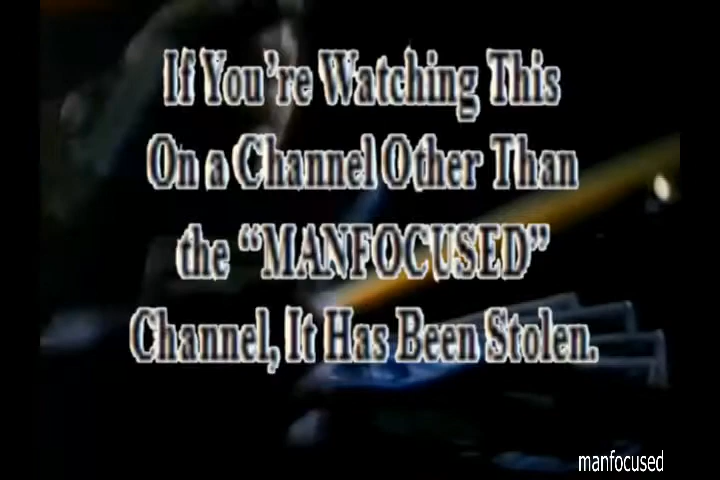 If You're Watching This
On a Channel Other Than
the “MANFOCUSED”
Channel, It Has Been Stolen.
manfocused